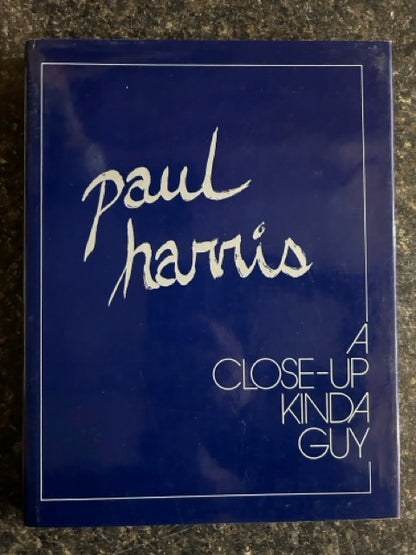 paul
harris
A
CLOSE-UP
KINDA
GUY